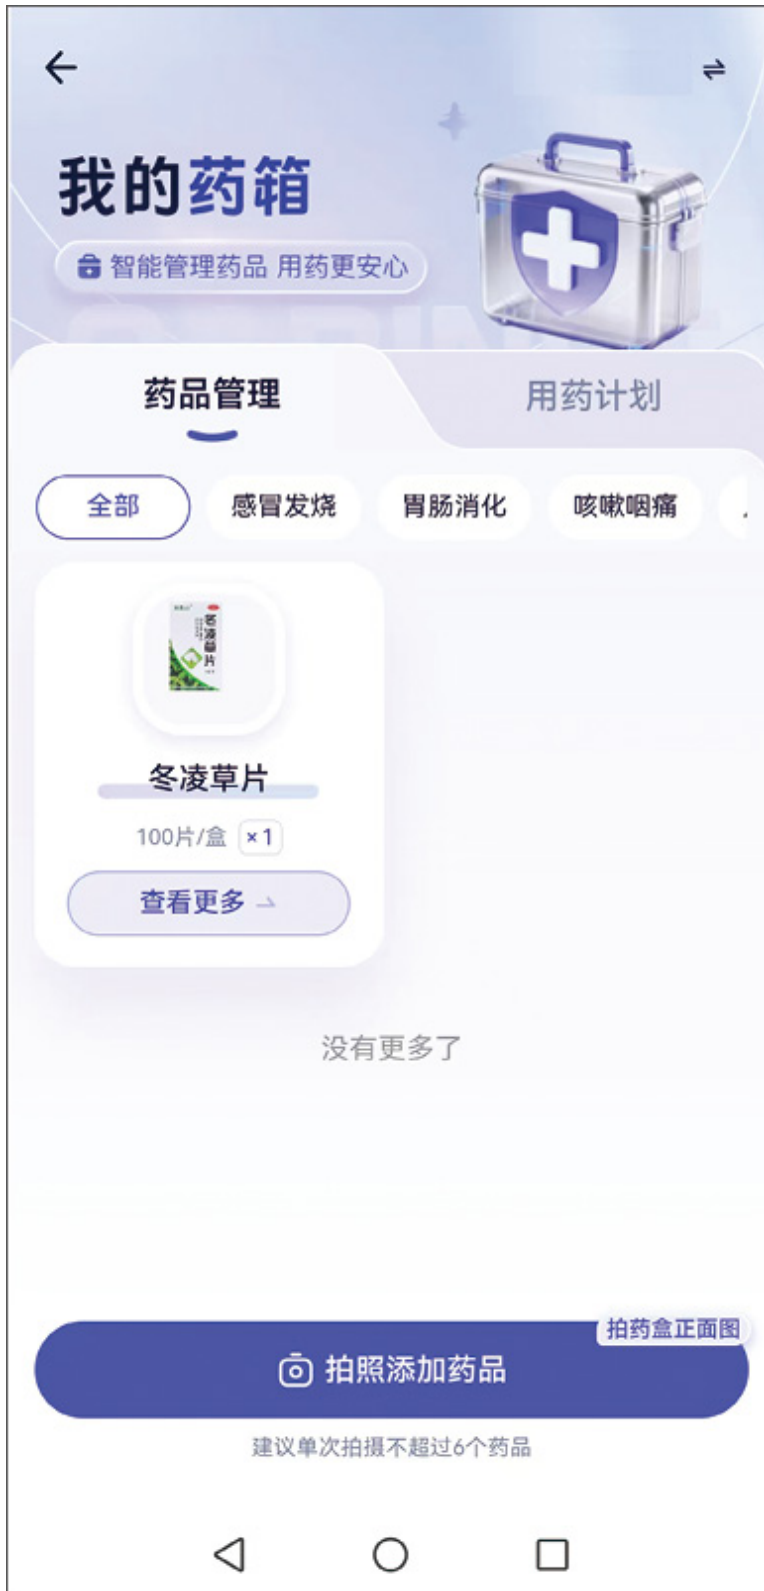 我的药箱
智能管理药品 用药更安心
药品管理
用药计划
全部
感冒发烧
胃肠消化
咳嗽咽痛
冬凌草片
冬凌草片
100片/盒 ×1
查看更多
没有更多了
拍药盒正面图
拍照添加药品
建议单次拍摄不超过6个药品